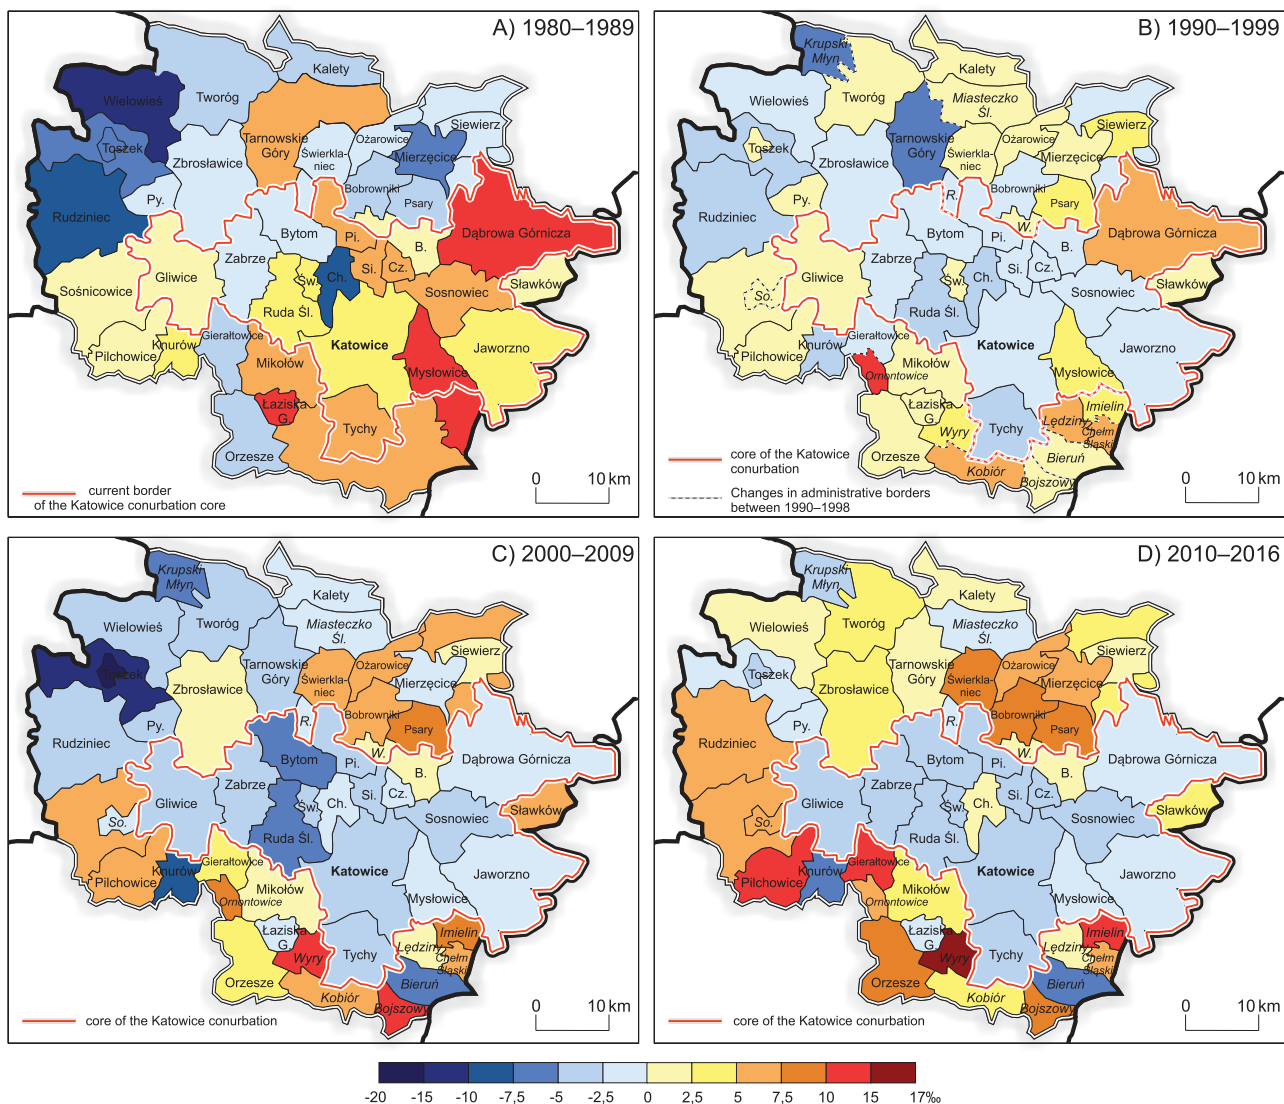 A) 1980–1989
Kalety
Wielowieś
Tworóg
Siewierz
Tarnowskie
Góry
Ożarowice
Toszek
Świerkla-
niec
Mierzęcice
Zbrosławice
Bobrowniki
Py.
Psary
Rudziniec
Bytom
Pi.
B.
Dąbrowa Górnicza
Zabrze
Gliwice
Św.
Ch.
Si.
Cz.
Sławków
Sośnicowice
Sosnowiec
Ruda Śl.
Gierałtowice
Knurów
Katowice
Jaworzno
Pilchowice
Mikołów
Mysłowice
Łaziska
G.
Tychy
Orzesze
current border
of the Katowice conurbation core
0 10 km
B) 1990–1999
Krupski
Młyn
Kalety
Wielowieś
Tworóg
Miasteczko
Śl.
Siewierz
Tarnowskie
Góry
Ożarowice
Toszek
Świerkla-
niec
Mierzęcice
Zbrosławice
Bobrowniki
R.
Py.
Psary
Rudziniec
W.
Bytom
Pi.
B.
Dąbrowa Górnicza
Zabrze
Gliwice
Św.
Ch.
Si.
Cz.
Sławków
So.
Sosnowiec
Ruda Śl.
Gierałtowice
Knurów
Katowice
Jaworzno
Pilchowice
Mikołów
Ornontowice
Mysłowice
Łaziska
G.
Imielin
Lędziny
Wyry
Tychy
Chełm
Śląski
Orzesze
Bieruń
Kobiór
Bojszowy
core of the Katowice
conurbation
Changes in administrative borders
between 1990–1998
0 10 km
C) 2000–2009
Krupski
Młyn
Kalety
Wielowieś
Tworóg
Miasteczko
Śl.
Siewierz
Tarnowskie
Góry
Ożarowice
Toszek
Świerkla-
niec
Mierzęcice
Zbrosławice
Bobrowniki
R.
Py.
Psary
Rudziniec
W.
Bytom
Pi.
B.
Dąbrowa Górnicza
Zabrze
Gliwice
Św.
Ch.
Si.
Cz.
Sławków
So.
Sosnowiec
Ruda Śl.
Gierałtowice
Knurów
Katowice
Jaworzno
Pilchowice
Mikołów
Ornontowice
Mysłowice
Łaziska
G.
Imielin
Lędziny
Wyry
Tychy
Chełm
Śląski
Orzesze
Bieruń
Kobiór
Bojszowy
core of the Katowice conurbation
0 10 km
D) 2010–2016
Krupski
Młyn
Kalety
Wielowieś
Tworóg
Miasteczko
Śl.
Siewierz
Tarnowskie
Góry
Ożarowice
Toszek
Świerkla-
niec
Mierzęcice
Zbrosławice
Bobrowniki
R.
Py.
Psary
Rudziniec
W.
Bytom
Pi.
B.
Dąbrowa Górnicza
Zabrze
Gliwice
Św.
Ch.
Si.
Cz.
Sławków
So.
Sosnowiec
Ruda Śl.
Gierałtowice
Knurów
Katowice
Jaworzno
Pilchowice
Mikołów
Ornontowice
Mysłowice
Łaziska
G.
Imielin
Lędziny
Wyry
Tychy
Chełm
Śląski
Orzesze
Bieruń
Kobiór
Bojszowy
core of the Katowice conurbation
0 10 km
-20 -15 -10 -7,5 -5 -2,5 0 2,5 5 7,5 10 15 17‰